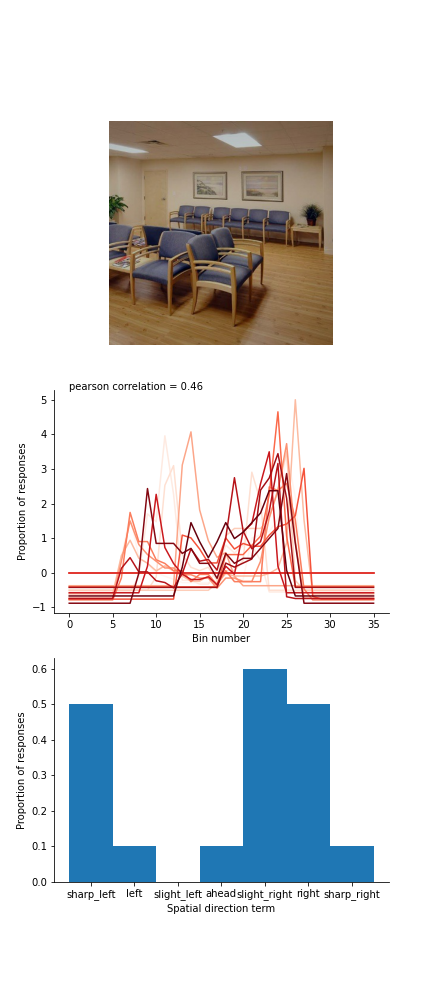 pearson correlation = 0.46
Proportion of responses
5
4
3
2
1
0
−1
0 5 10 15 20 25 30 35
Bin number
Proportion of responses
0.6
0.5
0.4
0.3
0.2
0.1
0.0
sharp_left left slight_left ahead slight_right right sharp_right
Spatial direction term